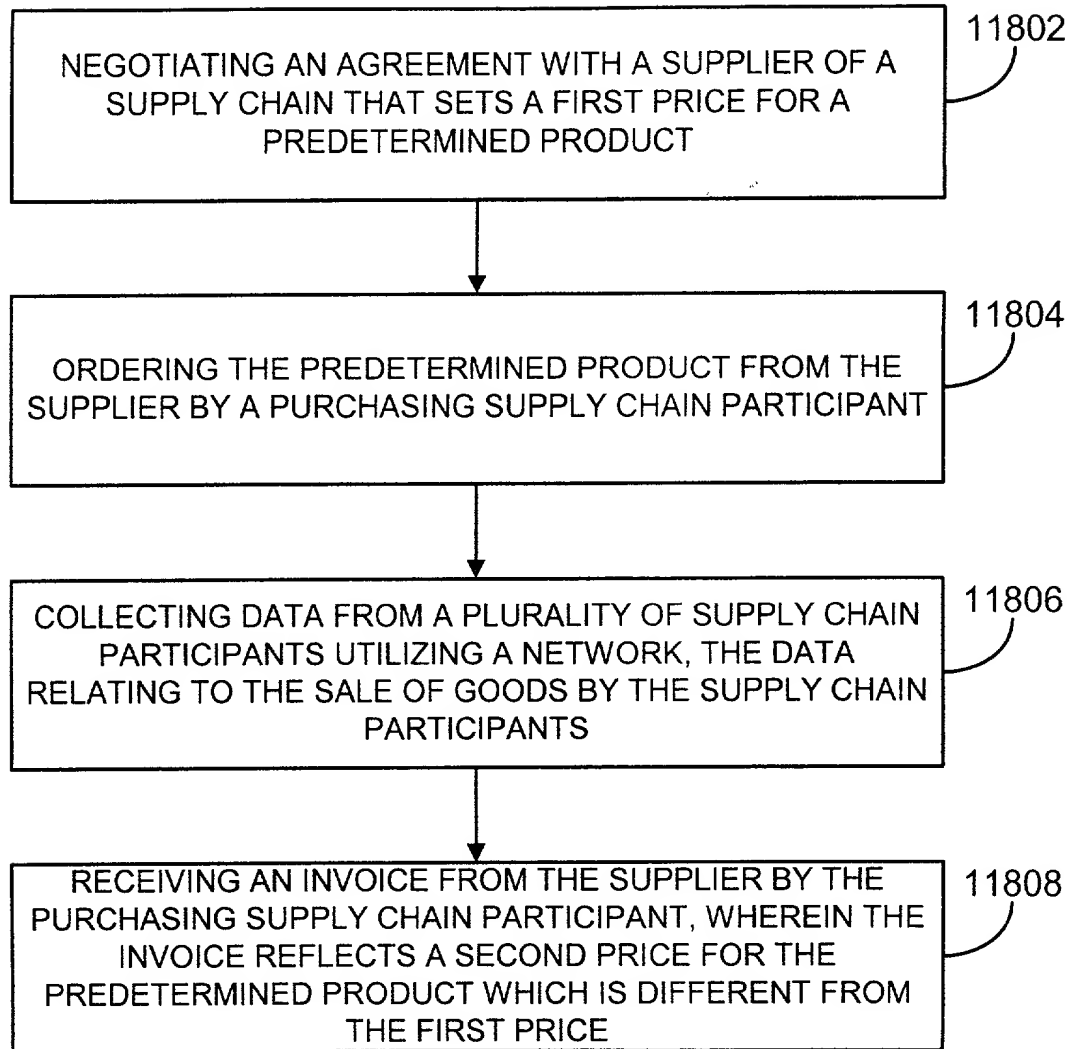 11802
NEGOTIATING AN AGREEMENT WITH A SUPPLIER OF A
SUPPLY CHAIN THAT SETS A FIRST PRICE FOR A
PREDETERMINED PRODUCT
11804
ORDERING THE PREDETERMINED PRODUCT FROM THE
SUPPLIER BY A PURCHASING SUPPLY CHAIN PARTICIPANT
11806
COLLECTING DATA FROM A PLURALITY OF SUPPLY CHAIN
PARTICIPANTS UTILIZING A NETWORK, THE DATA
RELATING TO THE SALE OF GOODS BY THE SUPPLY CHAIN
PARTICIPANTS
11808
RECEIVING AN INVOICE FROM THE SUPPLIER BY THE
PURCHASING SUPPLY CHAIN PARTICIPANT, WHEREIN THE
INVOICE REFLECTS A SECOND PRICE FOR THE
PREDETERMINED PRODUCT WHICH IS DIFFERENT FROM
THE FIRST PRICE